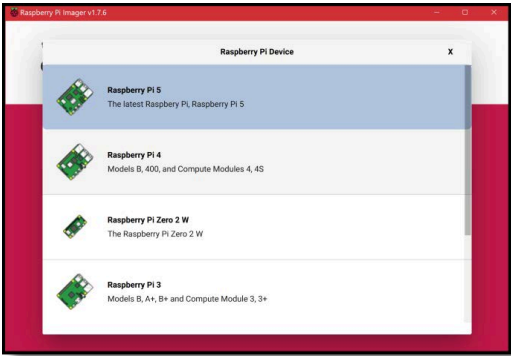 Raspberry Pi Imager v1.7.6
Raspberry Pi Device X
Raspberry Pi 5
The latest Raspbery Pi, Raspberry Pi 5
Raspberry Pi 4
Models B, 400, and Compute Modules 4, 4S
Raspberry Pi Zero 2 W
The Raspberry Pi Zero 2 W
Raspberry Pi 3
Models B, A+, B+ and Compute Module 3, 3+